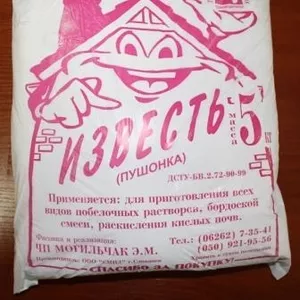 ИЗВЕСТЬ
(ПУШОНКА)
масса
5
ДСТУ-БВ.2.72-90-99
Применяется: для приготовления всех
видов побелочных растворов, бордоской
смеси, раскисления кислых почв.
Фасовка и реализация:
ЧП МОГИЛЬЧАК Э.М.
Тел.: (06262) 7-35-41
(050) 921-95-56
СПАСИБО ЗА ПОКУПКУ!